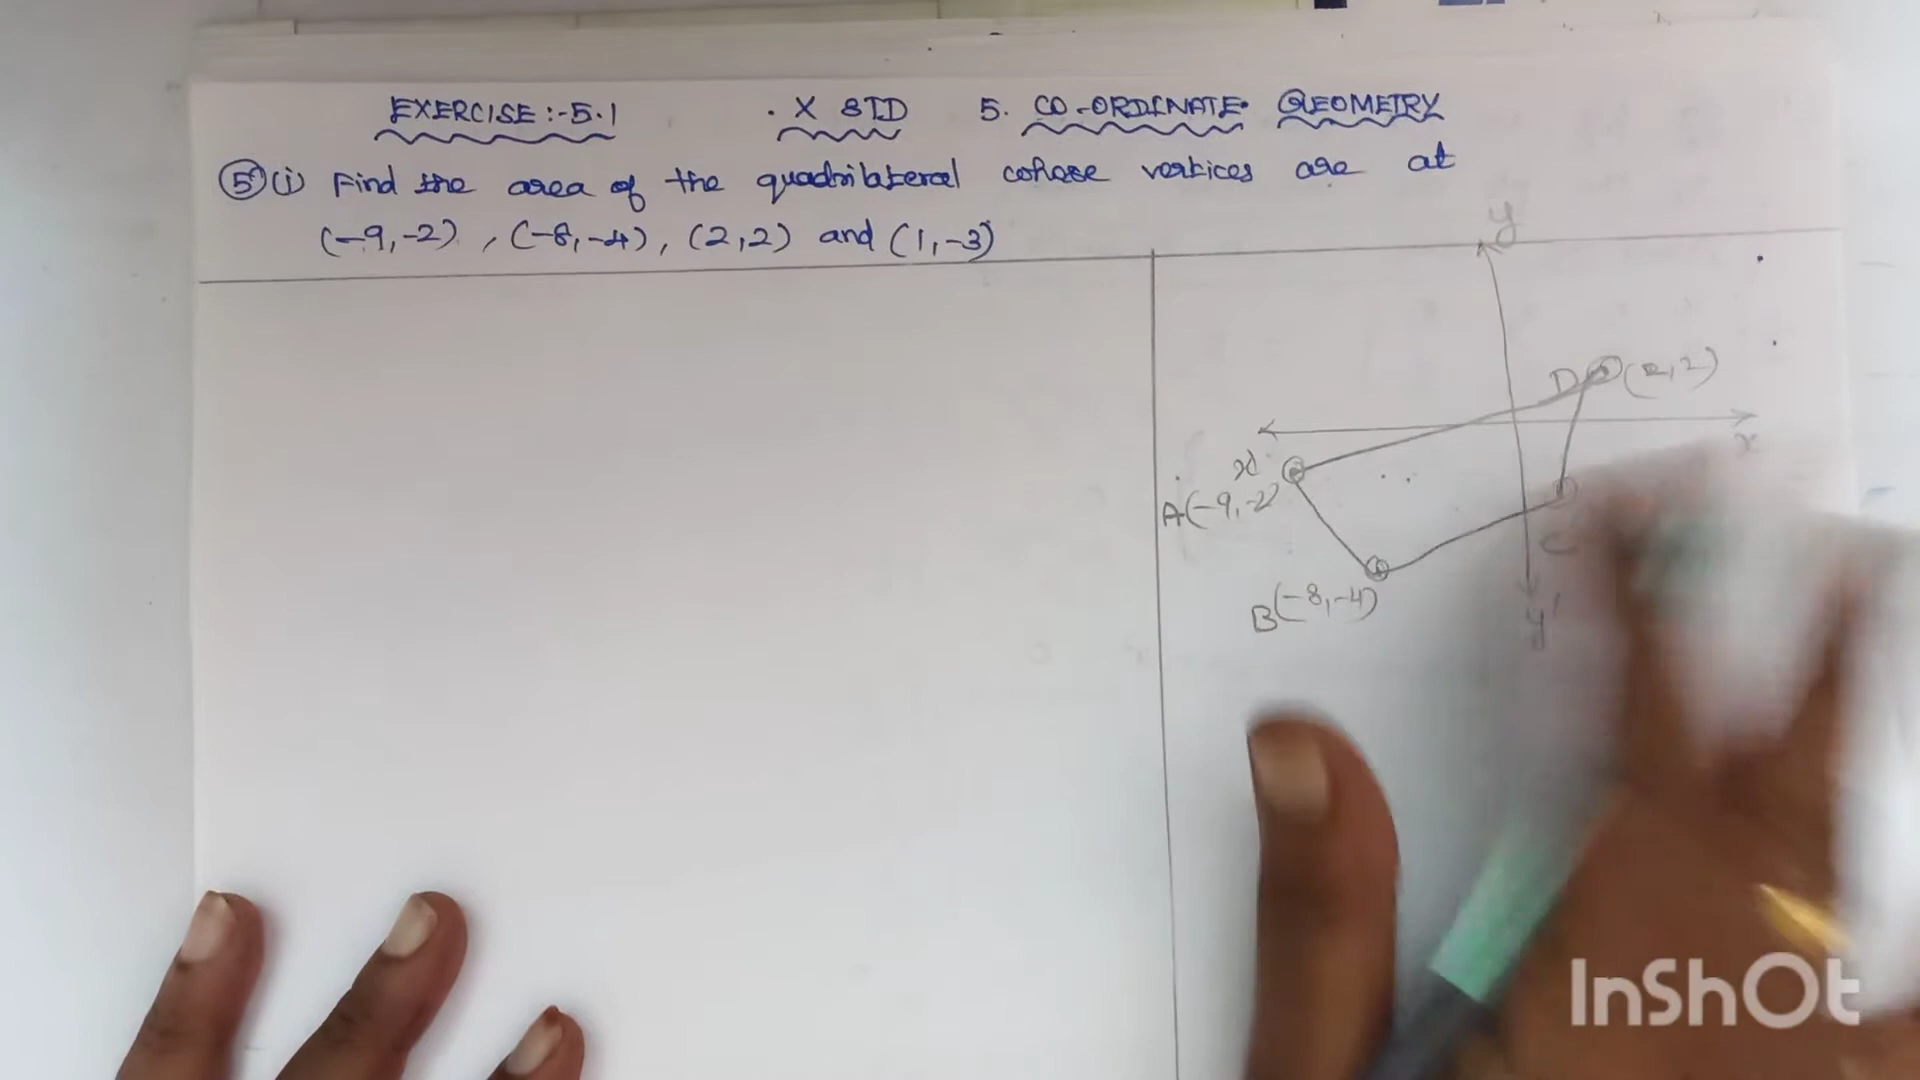 EXERCISE :- 5.1 . X STD 5. CO-ORDINATE GEOMETRY
5 (i) Find the area of the quadrilateral whose vertices are at
(-9,-2) , (-8,-4), (2,2) and (1,-3)
y
D (2,2)
x' x
A(-9,-2)
C
B(-8,-4)
y'
InShOt